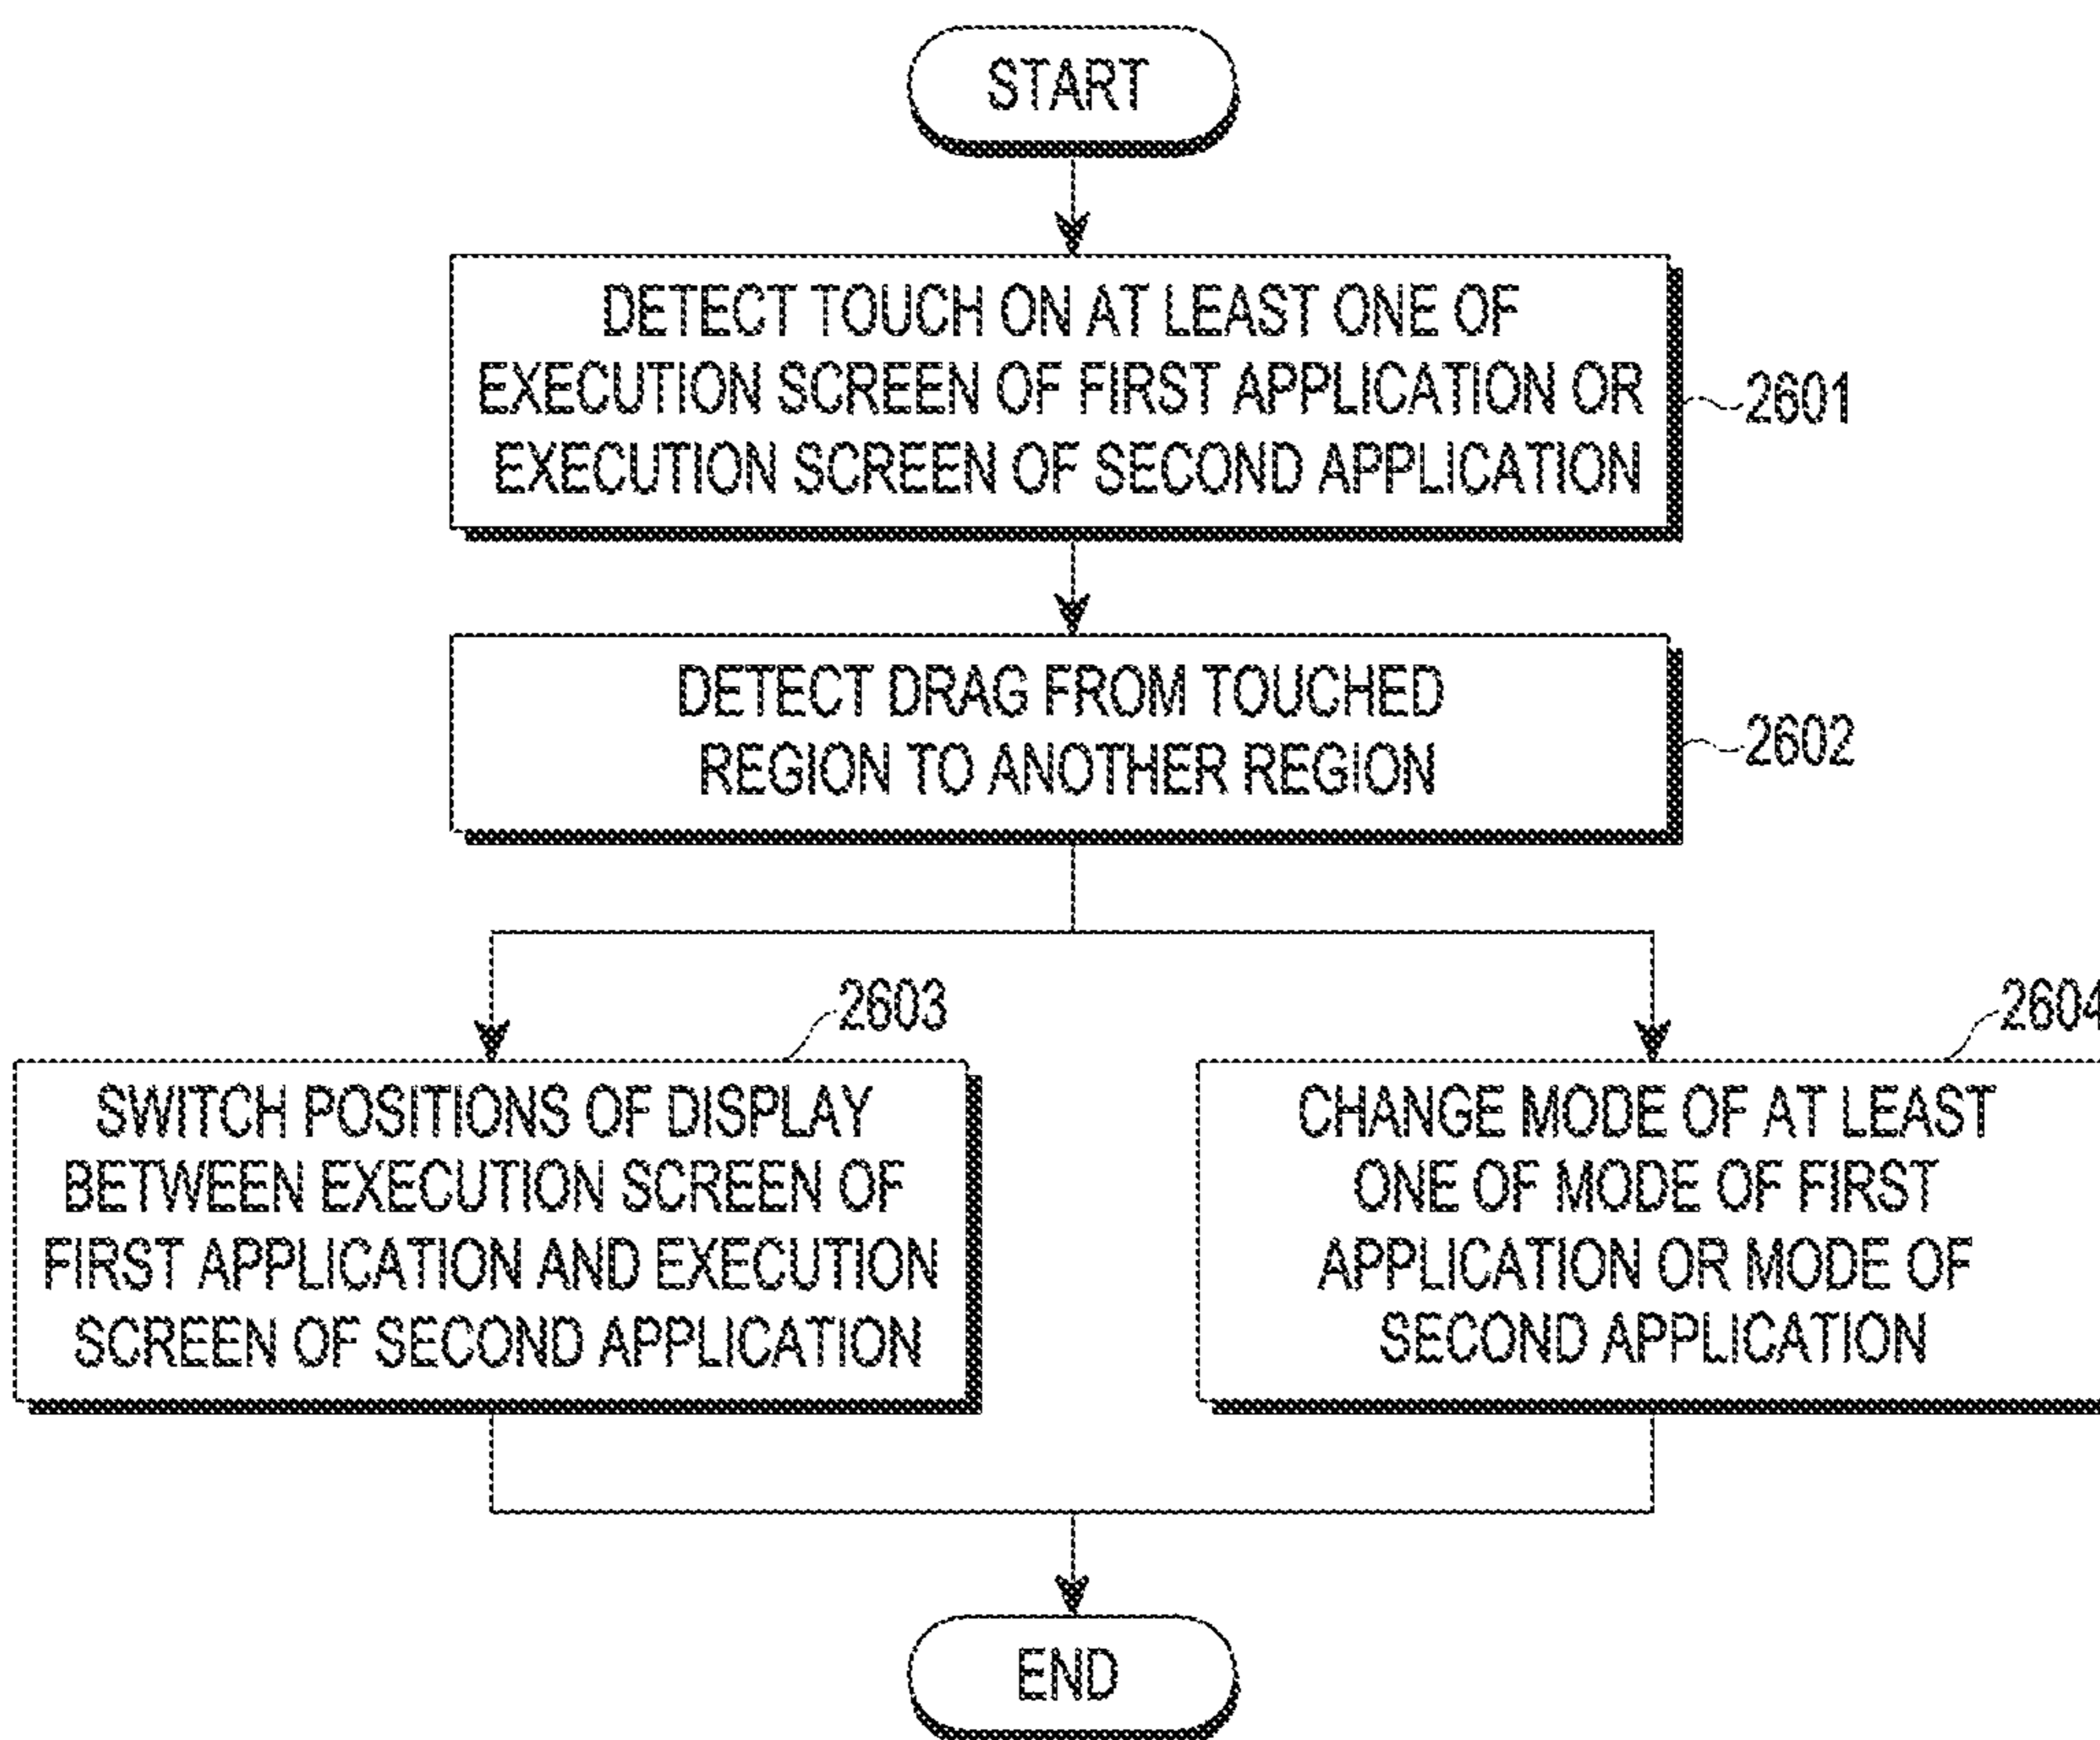 START
DETECT TOUCH ON AT LEAST ONE OF
EXECUTION SCREEN OF FIRST APPLICATION OR
EXECUTION SCREEN OF SECOND APPLICATION
2601
DETECT DRAG FROM TOUCHED
REGION TO ANOTHER REGION
2602
2603
SWITCH POSITIONS OF DISPLAY
BETWEEN EXECUTION SCREEN OF
FIRST APPLICATION AND EXECUTION
SCREEN OF SECOND APPLICATION
2604
CHANGE MODE OF AT LEAST
ONE OF MODE OF FIRST
APPLICATION OR MODE OF
SECOND APPLICATION
END